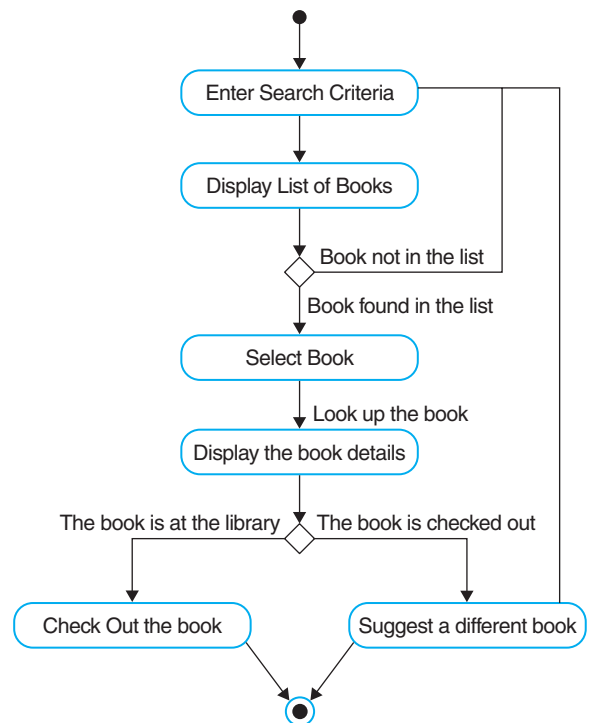 Enter Search Criteria
Display List of Books
Book not in the list
Book found in the list
Select Book
Look up the book
Display the book details
The book is at the library
The book is checked out
Check Out the book
Suggest a different book